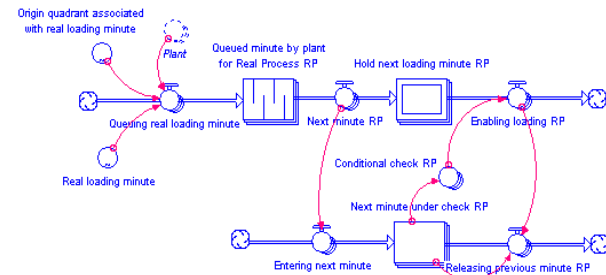 Origin quadrant associated
with real loading minute
Plant
Queued minute by plant
for Real Process RP
Hold next loading minute RP
Queuing real loading minute
Next minute RP
Enabling loading RP
Real loading minute
Conditional check RP
Next minute under check RP
Entering next minute
Releasing previous minute RP